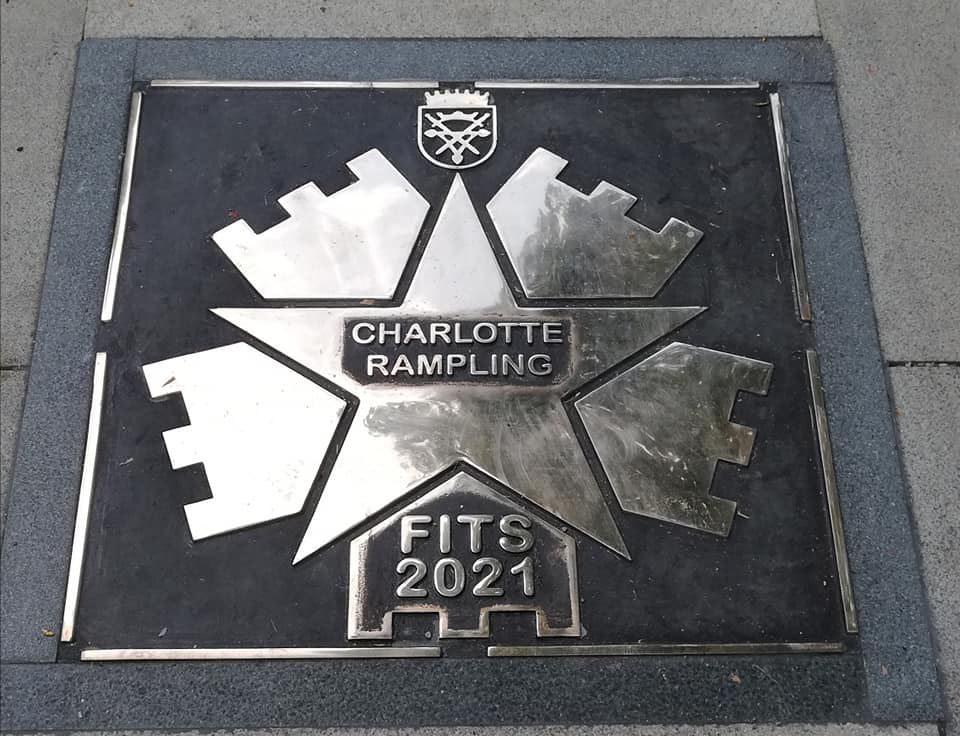 CHARLOTTE
RAMPLING
FITS
2021